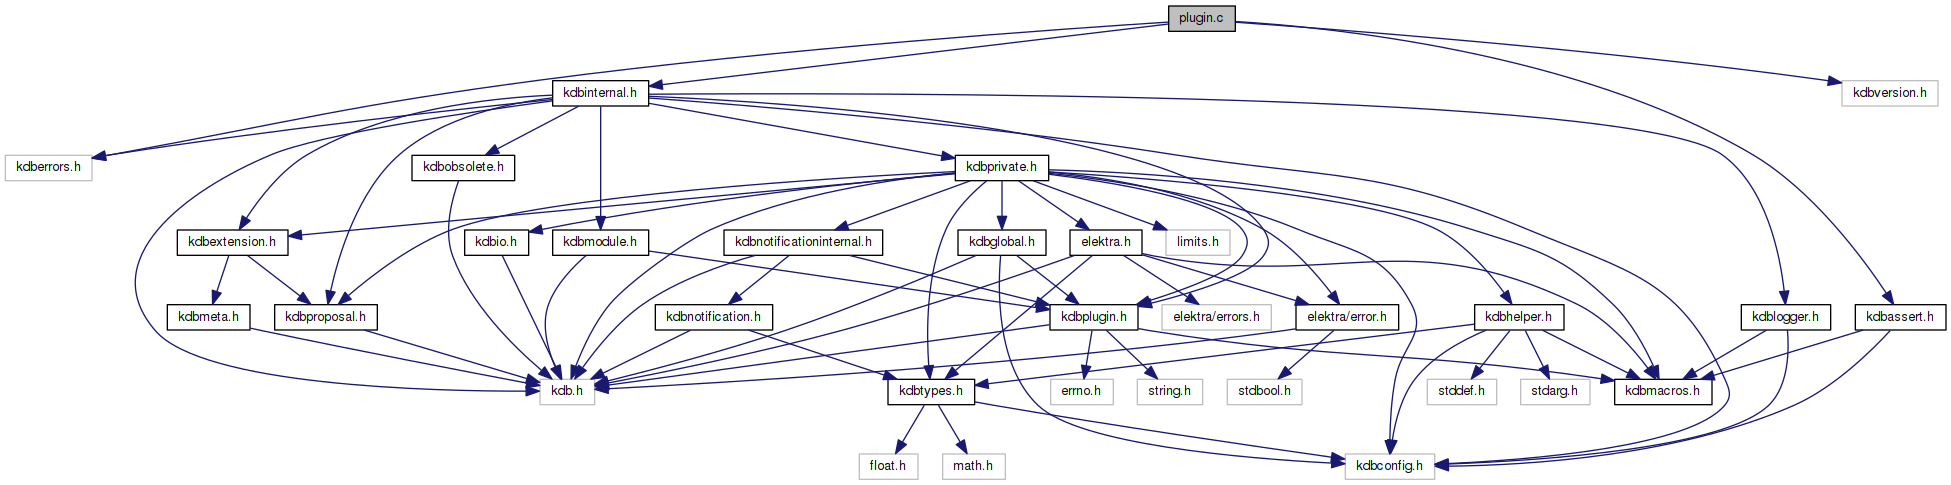 plugin.c
kdbinternal.h
kdbversion.h
kdberrors.h
kdbobsolete.h
kdbprivate.h
kdbextension.h
kdbio.h
kdbmodule.h
kdbnotificationinternal.h
kdbglobal.h
elektra.h
limits.h
kdbmeta.h
kdbproposal.h
kdbnotification.h
kdbplugin.h
elektra/errors.h
elektra/error.h
kdbhelper.h
kdblogger.h
kdbassert.h
kdb.h
kdbtypes.h
errno.h
string.h
stdbool.h
stddef.h
stdarg.h
kdbmacros.h
float.h
math.h
kdbconfig.h